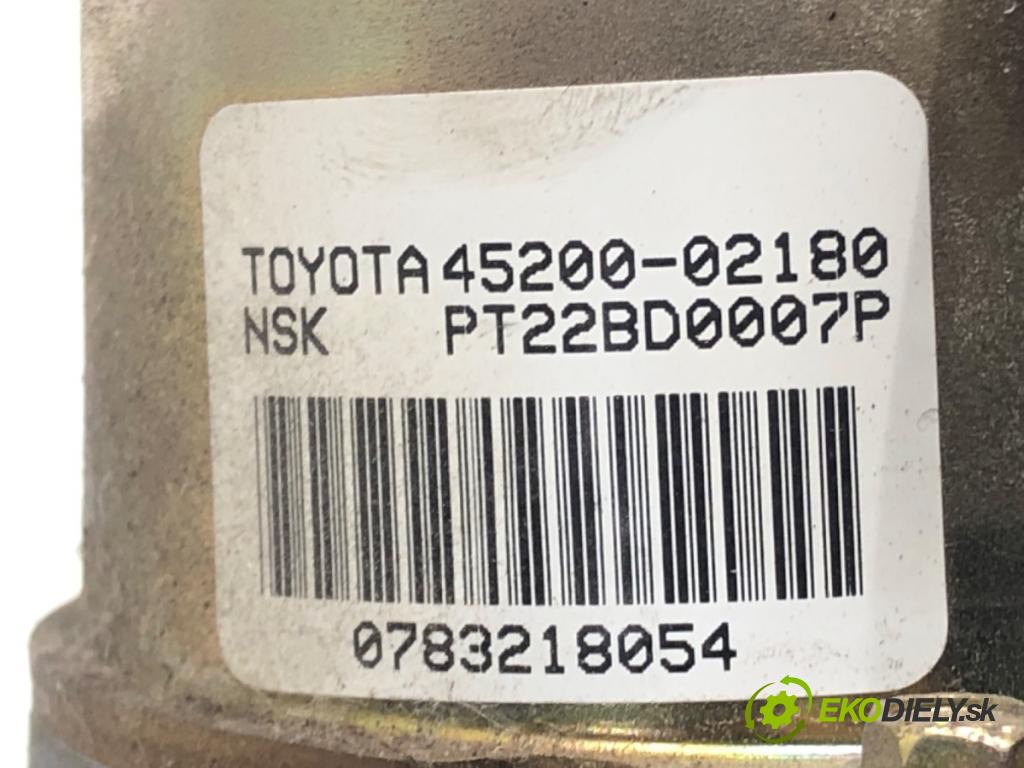 TOYOTA 45200-02180
NSK PT22BD0007P
0783218054
EKODIELY.sk